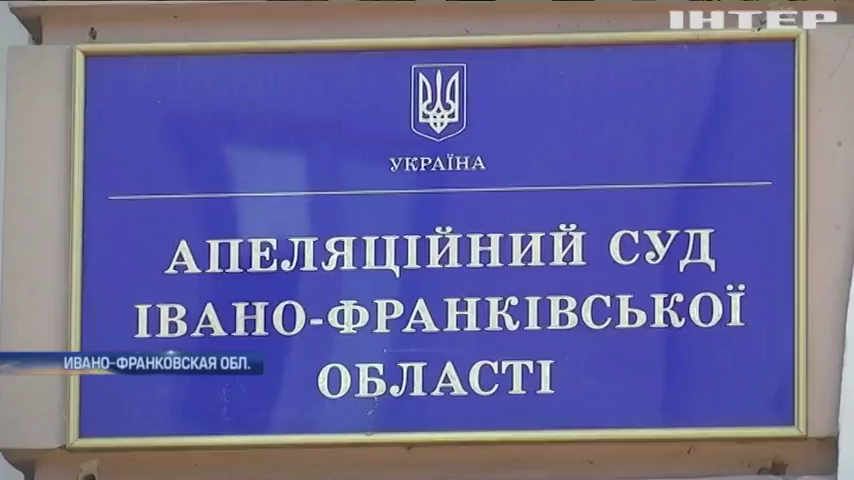 ІНТЕР
УКРАЇНА
АПЕЛЯЦІЙНИЙ СУД
ІВАНО-ФРАНКІВСЬКОЇ
ИВАНО-ФРАНКОВСКАЯ ОБЛ.
ОБЛАСТІ